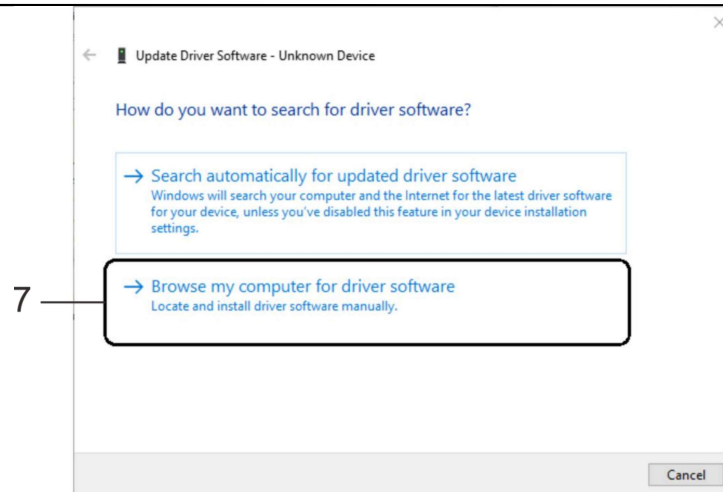 Update Driver Software - Unknown Device
How do you want to search for driver software?
Search automatically for updated driver software
Windows will search your computer and the Internet for the latest driver software
for your device, unless you've disabled this feature in your device installation
settings.
7
Browse my computer for driver software
Locate and install driver software manually.
Cancel